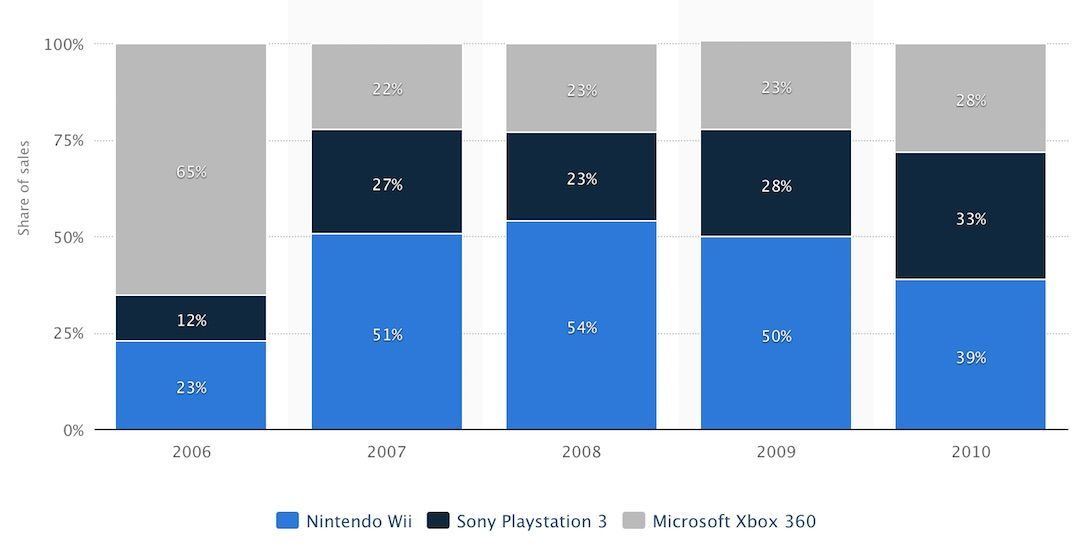 100%
75%
50%
25%
0%
Share of sales
65% 22% 23% 23% 28%
12% 27% 23% 28% 33%
23% 51% 54% 50% 39%
2006 2007 2008 2009 2010
Nintendo Wii Sony Playstation 3 Microsoft Xbox 360